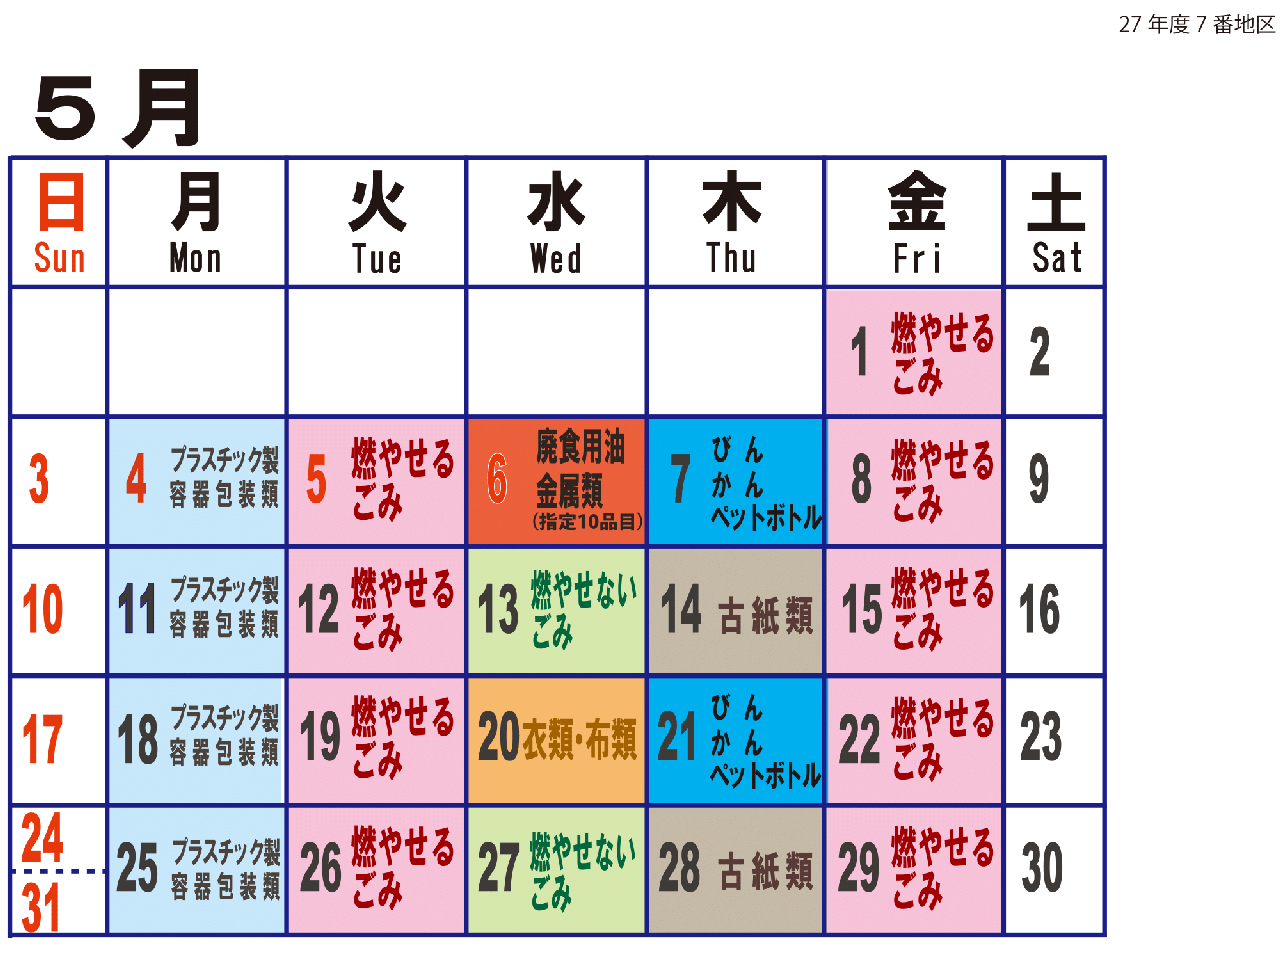 27 年度 7 番地区
5 月
日 月 火 水 木 金 土
Sun Mon Tue Wed Thu Fri Sat
1 燃やせる
ごみ
2
3
4 プラスチック製
容器包装類
5 燃やせる
ごみ
6 廃食用油
金属類
(指定10品目)
7 びん
かん
ペットボトル
8 燃やせる
ごみ
9
10
11 プラスチック製
容器包装類
12 燃やせる
ごみ
13 燃やせない
ごみ
14 古紙類
15 燃やせる
ごみ
16
17
18 プラスチック製
容器包装類
19 燃やせる
ごみ
20 衣類・布類
21 びん
かん
ペットボトル
22 燃やせる
ごみ
23
24
31
25 プラスチック製
容器包装類
26 燃やせる
ごみ
27 燃やせない
ごみ
28 古紙類
29 燃やせる
ごみ
30